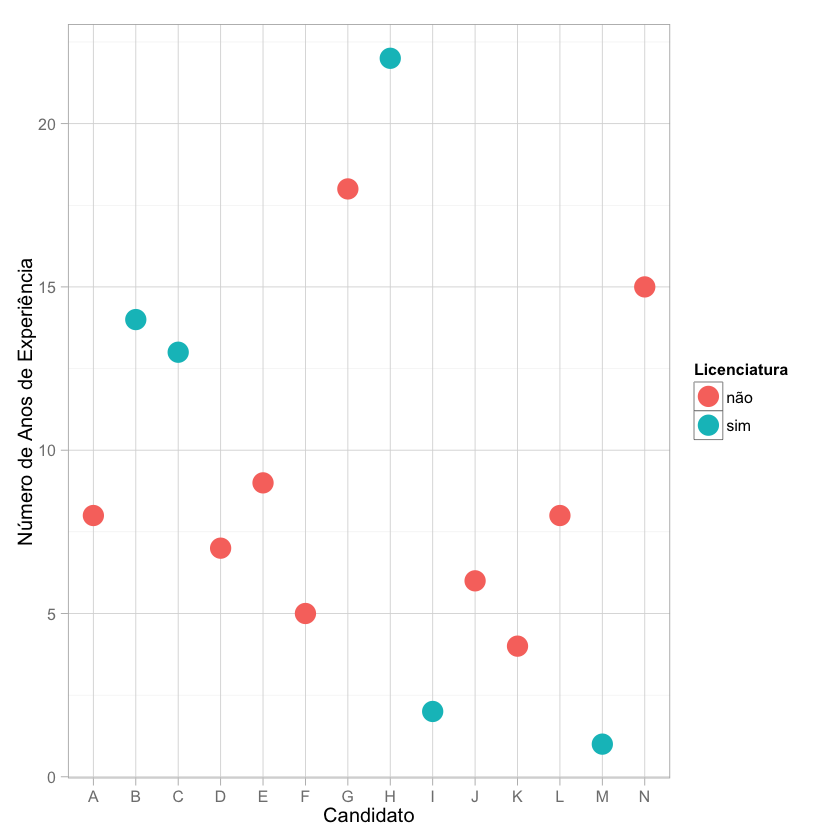 Número de Anos de Experiência
20
15
10
5
0
A B C D E F G H I J K L M N
Candidato
Licenciatura
não
sim